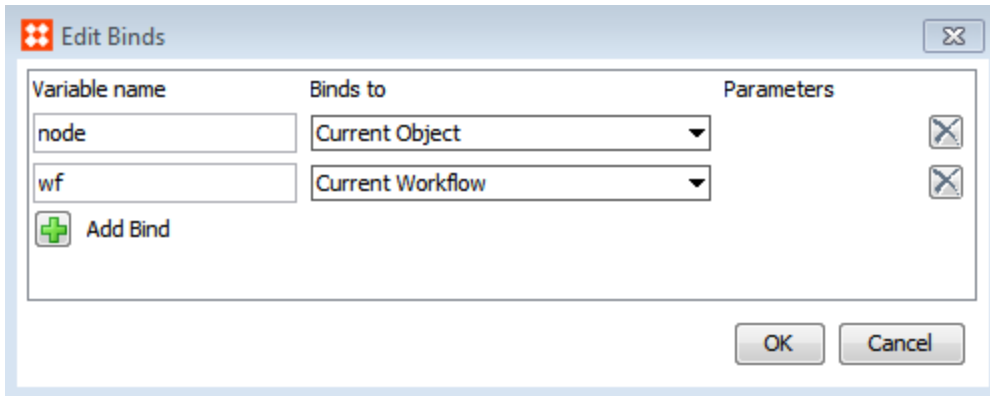 Edit Binds
Variable name Binds to Parameters
node Current Object
wf Current Workflow
Add Bind
OK Cancel